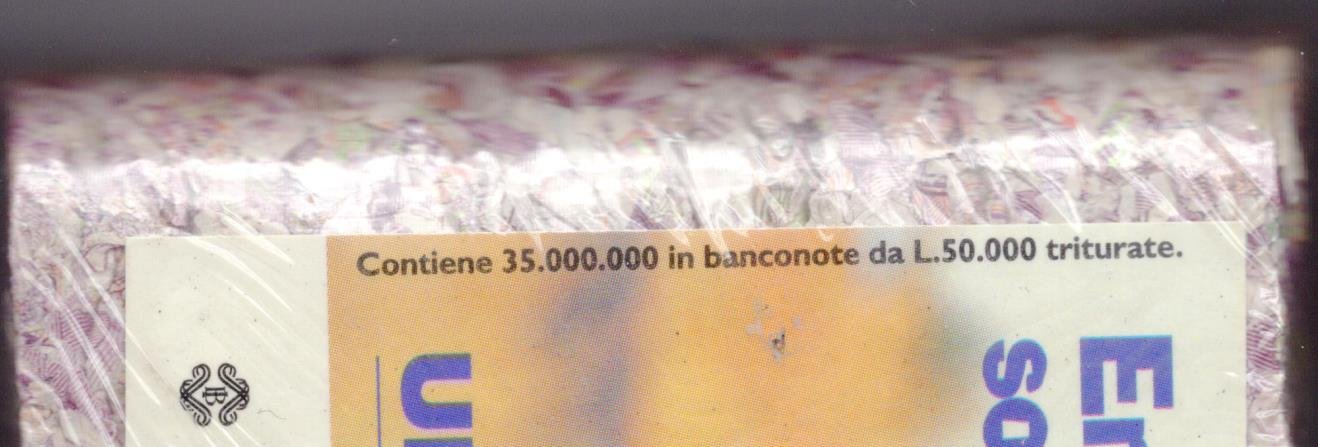 Contiene 35.000.000 in banconote da L.50.000 triturate.